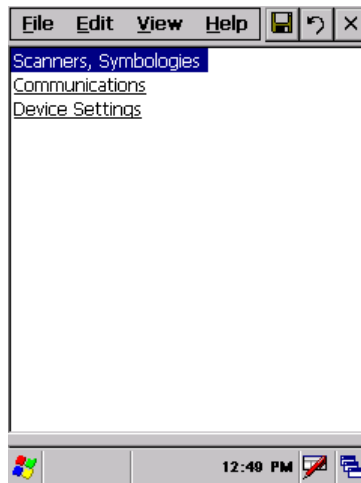 File Edit View Help
Scanners, Symbologies
Communications
Device Settings
12:49 PM